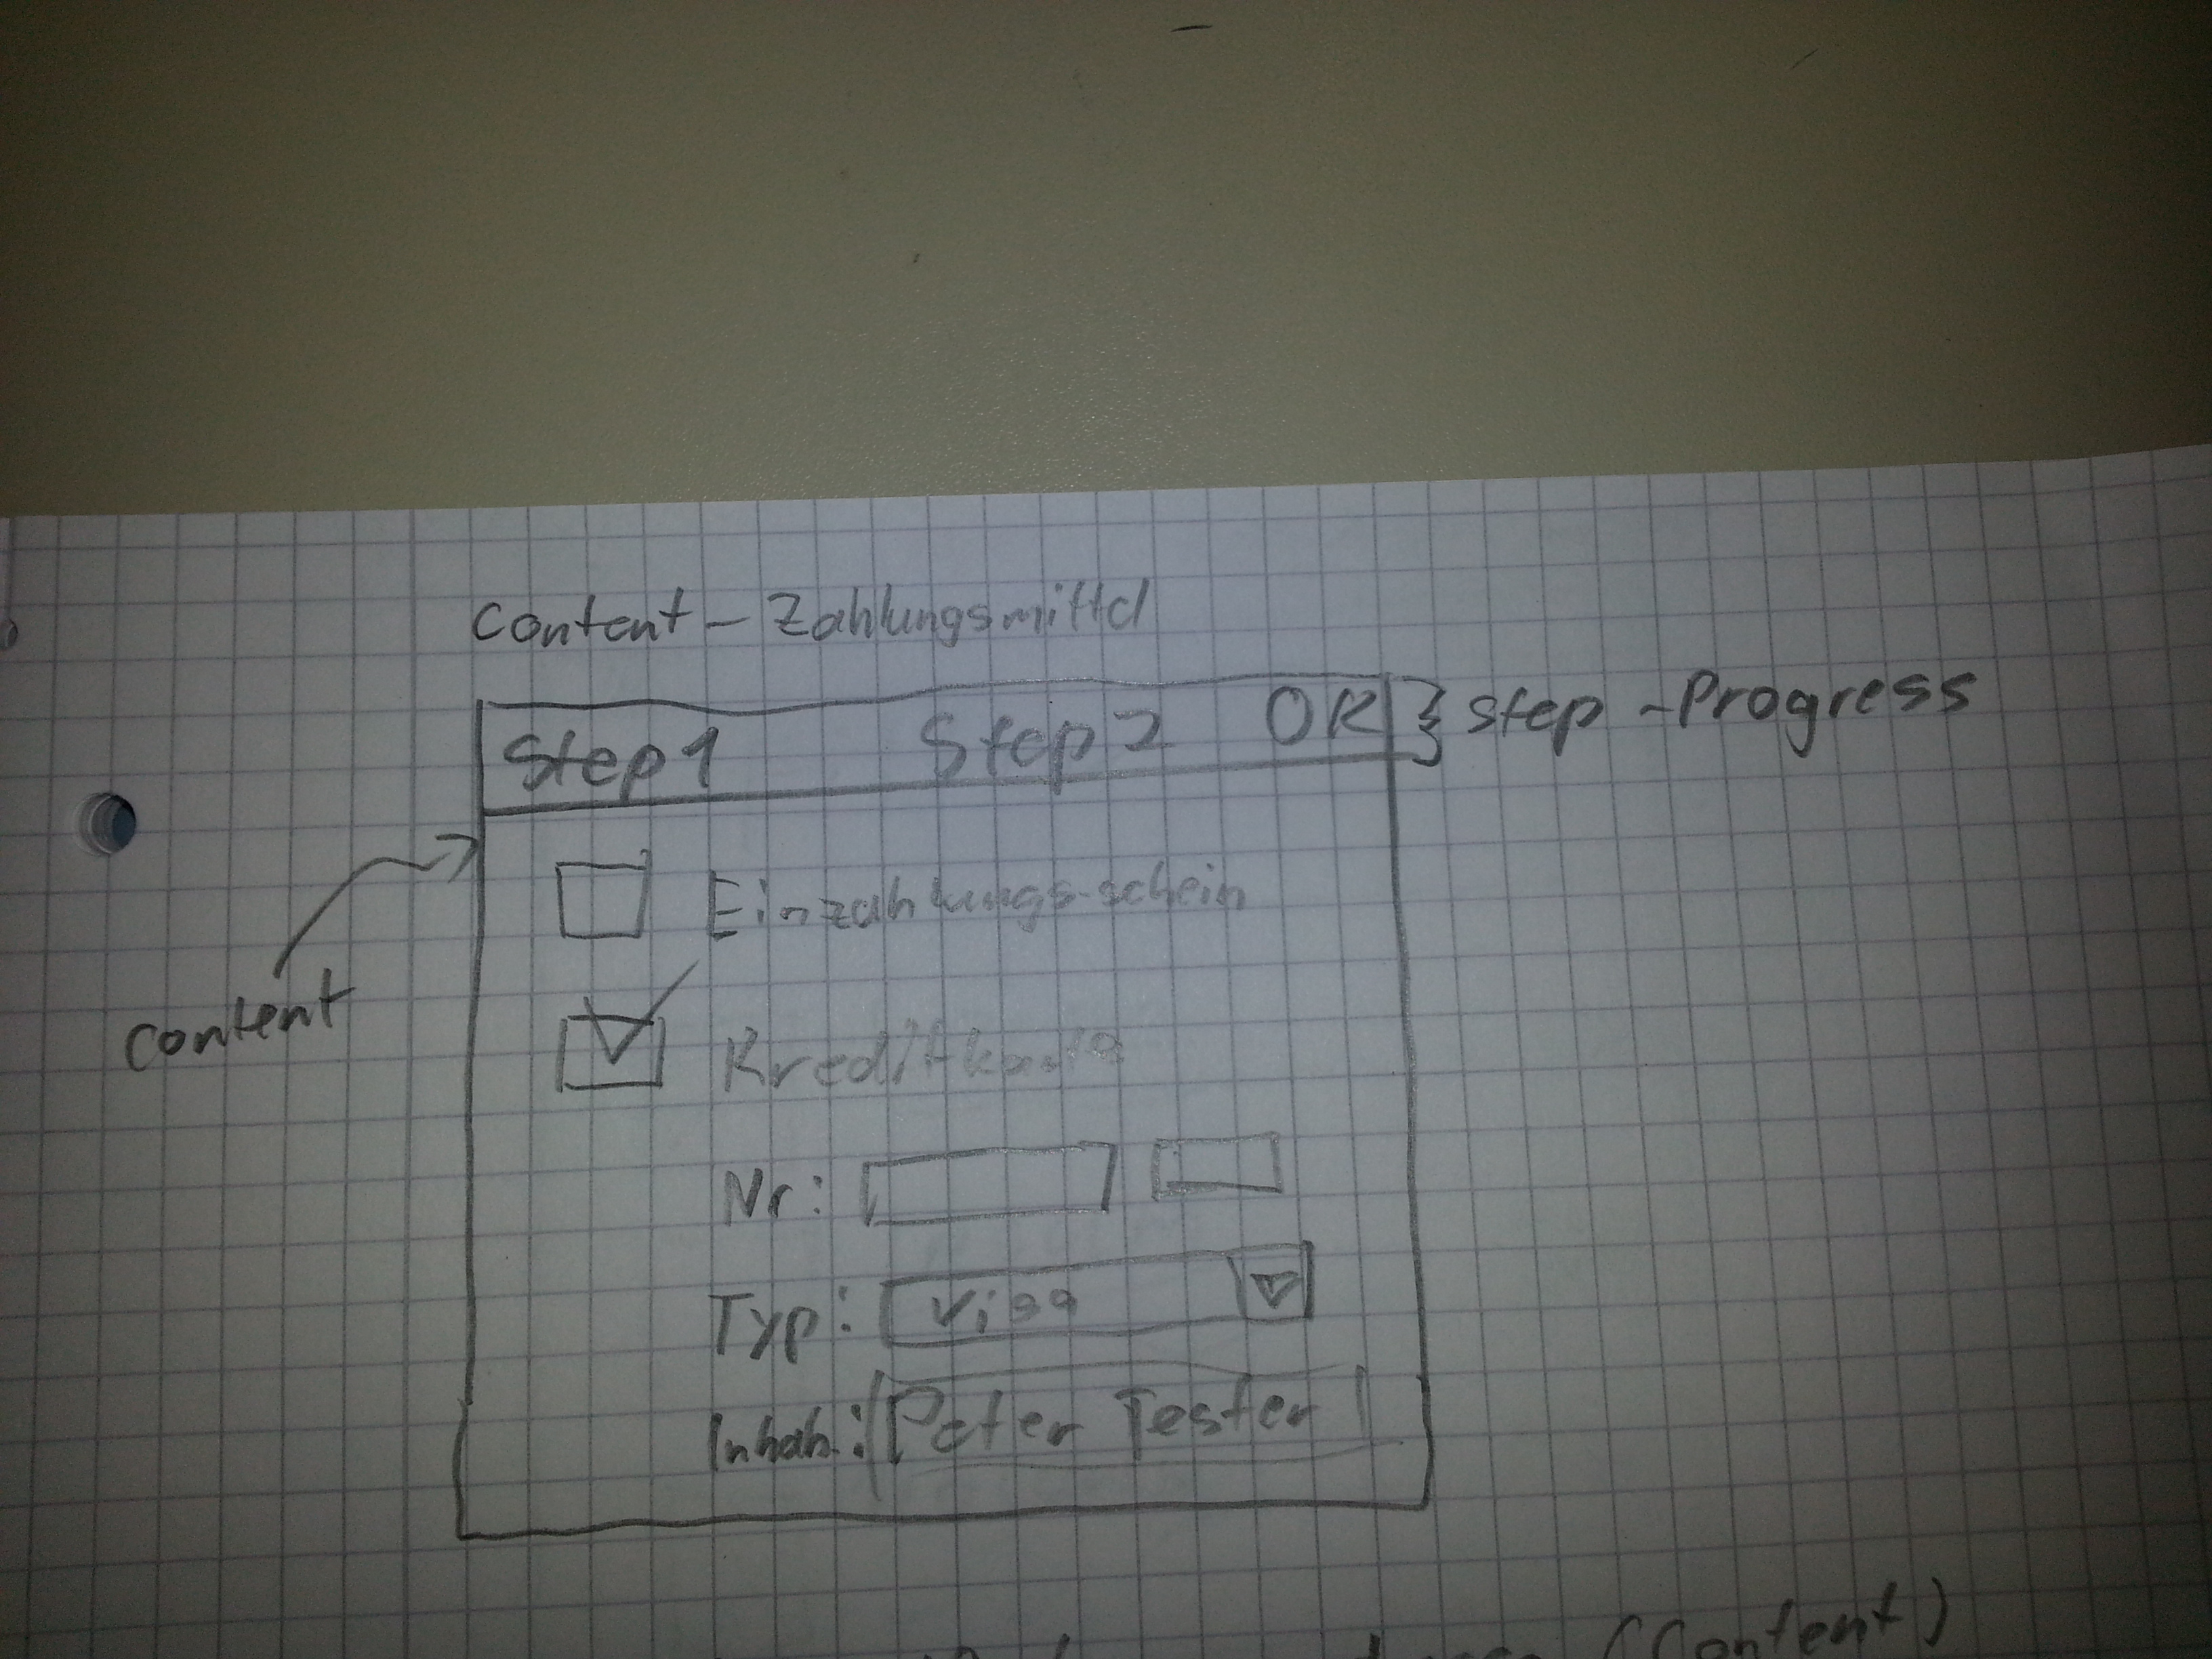 Content - Zahlungsmittel
Step 1 Step 2 OK } Step - Progress
Einzahlungs-schein
content
Kreditkarte
Nr:
Typ: Visa
Inhab.: Peter Tester
(Content)